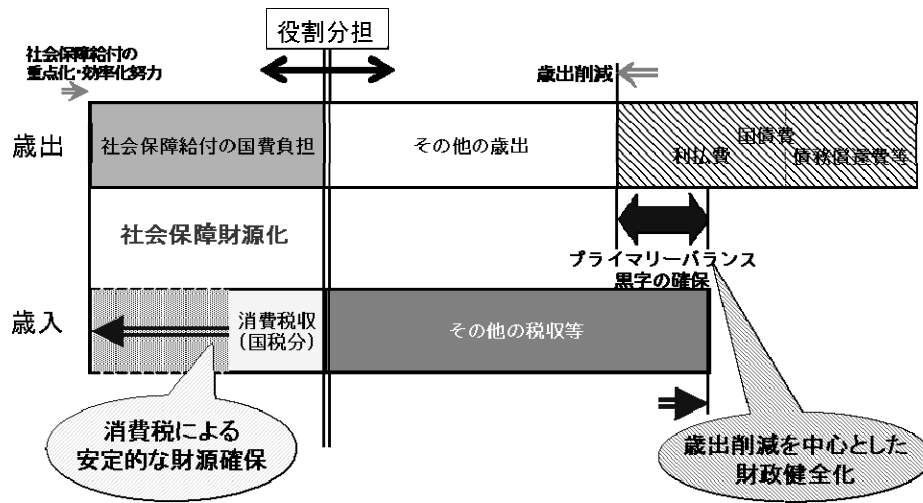 役割分担
社会保障給付の
重点化・効率化努力
歳出削減
歳出
社会保障給付の国費負担
その他の歳出
国債費
利払費
債務償還費等
社会保障財源化
プライマリーバランス
黒字の確保
歳入
消費税収
(国税分)
その他の税収等
消費税による
安定的な財源確保
歳出削減を中心とした
財政健全化